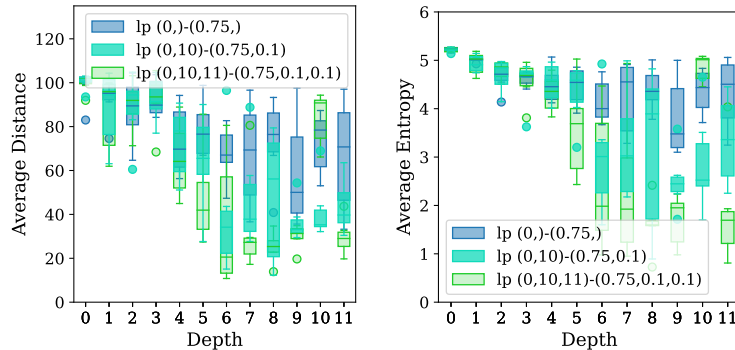 Average Distance
120
100
80
60
40
20
0
lp (0,)-(0.75,)
lp (0,10)-(0.75,0.1)
lp (0,10,11)-(0.75,0.1,0.1)
0 1 2 3 4 5 6 7 8 9 10 11
Depth
Average Entropy
6
5
4
3
2
1
0
lp (0,)-(0.75,)
lp (0,10)-(0.75,0.1)
lp (0,10,11)-(0.75,0.1,0.1)
0 1 2 3 4 5 6 7 8 9 10 11
Depth